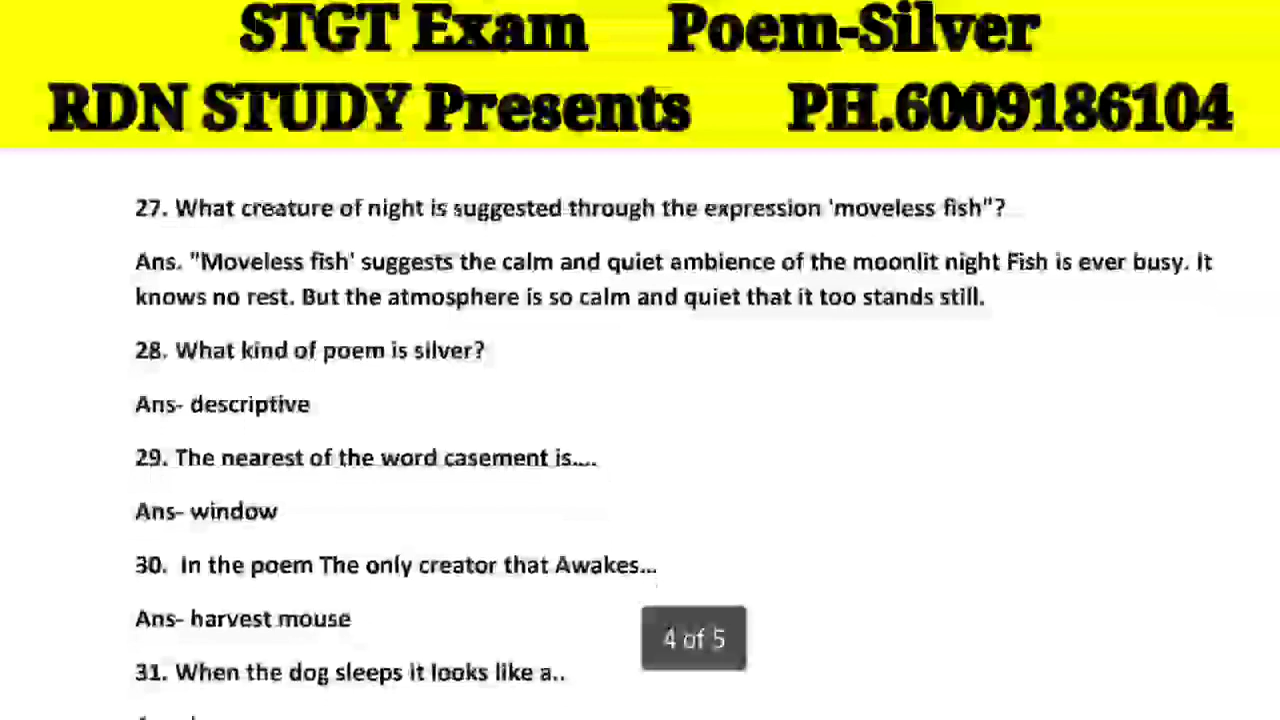 STGT Exam Poem-Silver
RDN STUDY Presents PH.6009186104
27. What creature of night is suggested through the expression 'moveless fish"?
Ans. "Moveless fish' suggests the calm and quiet ambience of the moonlit night Fish is ever busy. It
knows no rest. But the atmosphere is so calm and quiet that it too stands still.
28. What kind of poem is silver?
Ans- descriptive
29. The nearest of the word casement is....
Ans- window
30. In the poem The only creator that Awakes...
Ans- harvest mouse
4 of 5
31. When the dog sleeps it looks like a..